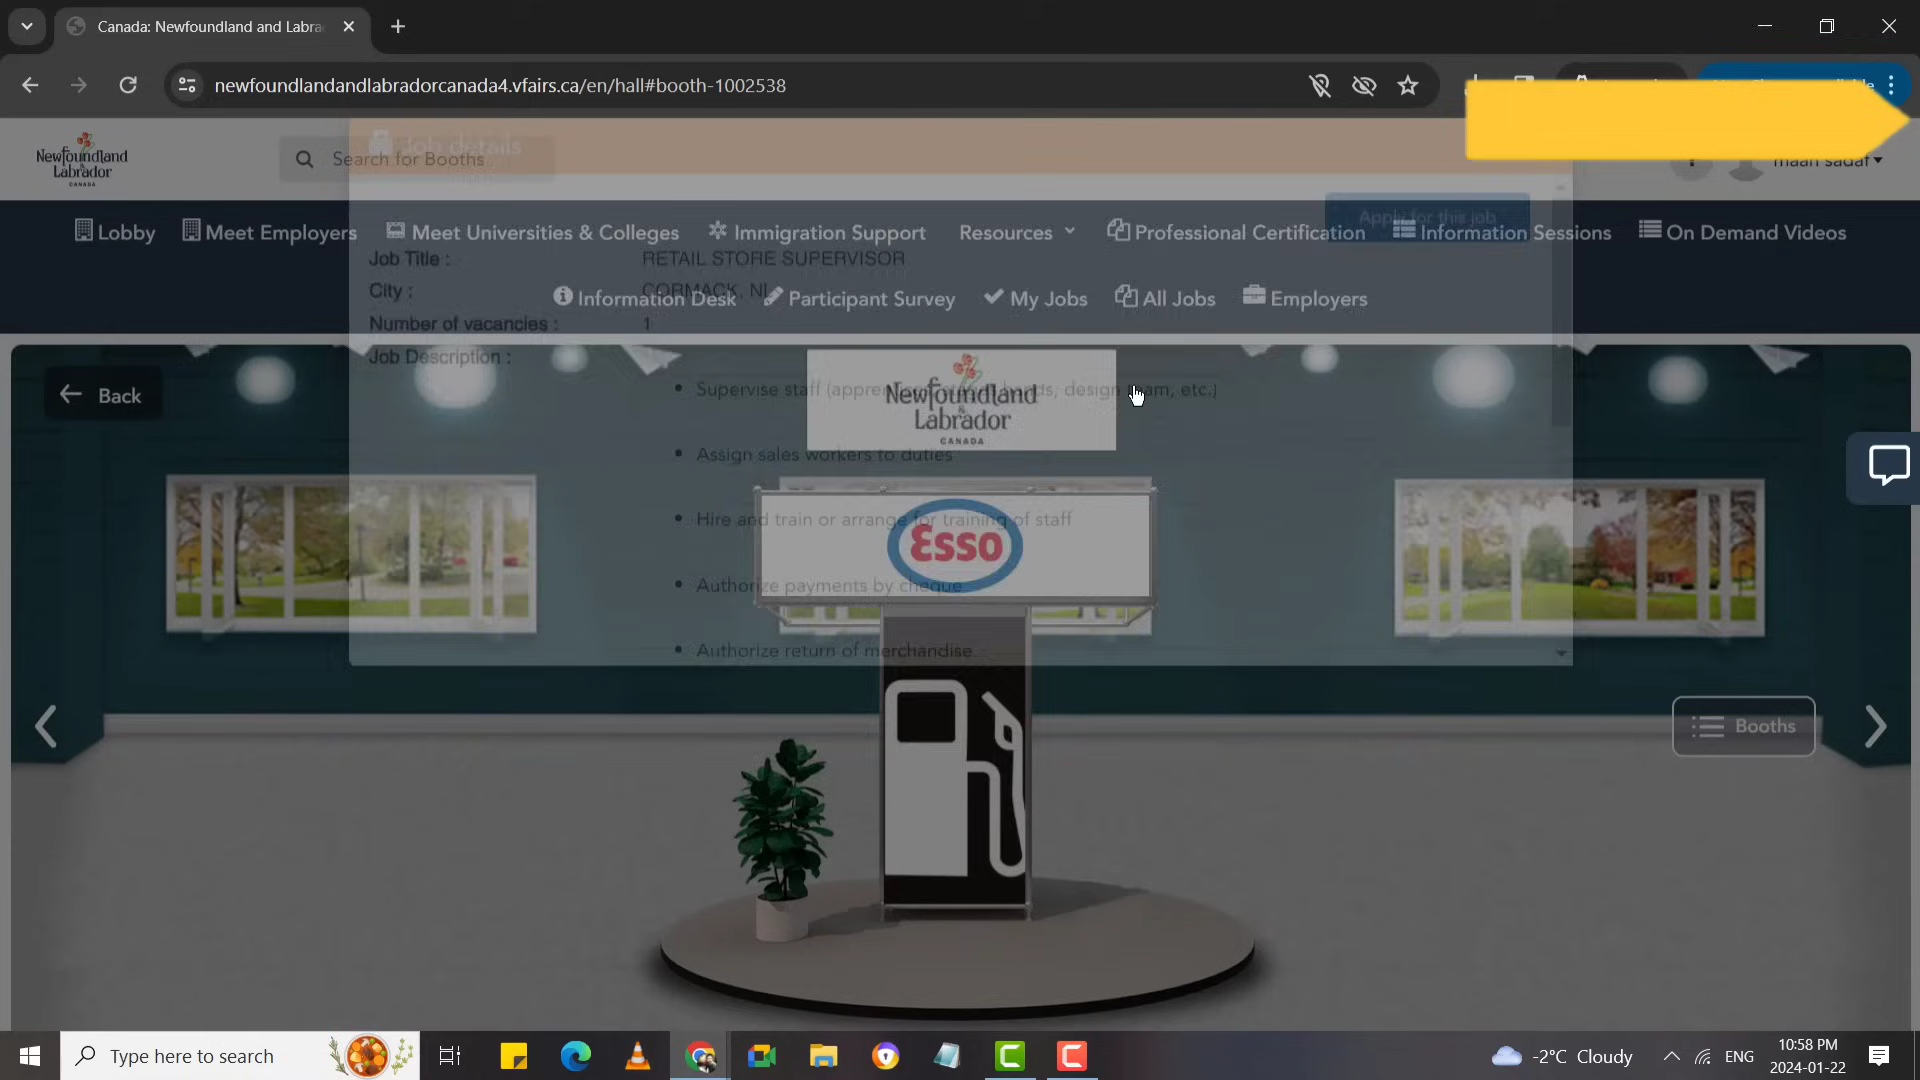 Canada: Newfoundland and Labra
newfoundlandandlabradorcanada4.vfairs.ca/en/hall#booth-1002538
Newfoundland
Labrador
CANADA
Search for Booths
Job details
maan sadaf
Apply for this job
Lobby
Meet Employers
Meet Universities & Colleges
Immigration Support
Resources
Professional Certification
Information Sessions
On Demand Videos
Job Title :
RETAIL STORE SUPERVISOR
City :
CORMACK, NL
Information Desk
Participant Survey
My Jobs
All Jobs
Employers
Number of vacancies :
1
Job Description :
Back
• Supervise staff hands, design team, etc.)
Newfoundland
&
Labrador
CANADA
• Assign sales workers to duties
• Hire and train or arrange for training of staff
Esso
• Authorize payments by cheque
• Authorize return of merchandise
Booths
Type here to search
-2°C Cloudy
ENG
10:58 PM
2024-01-22